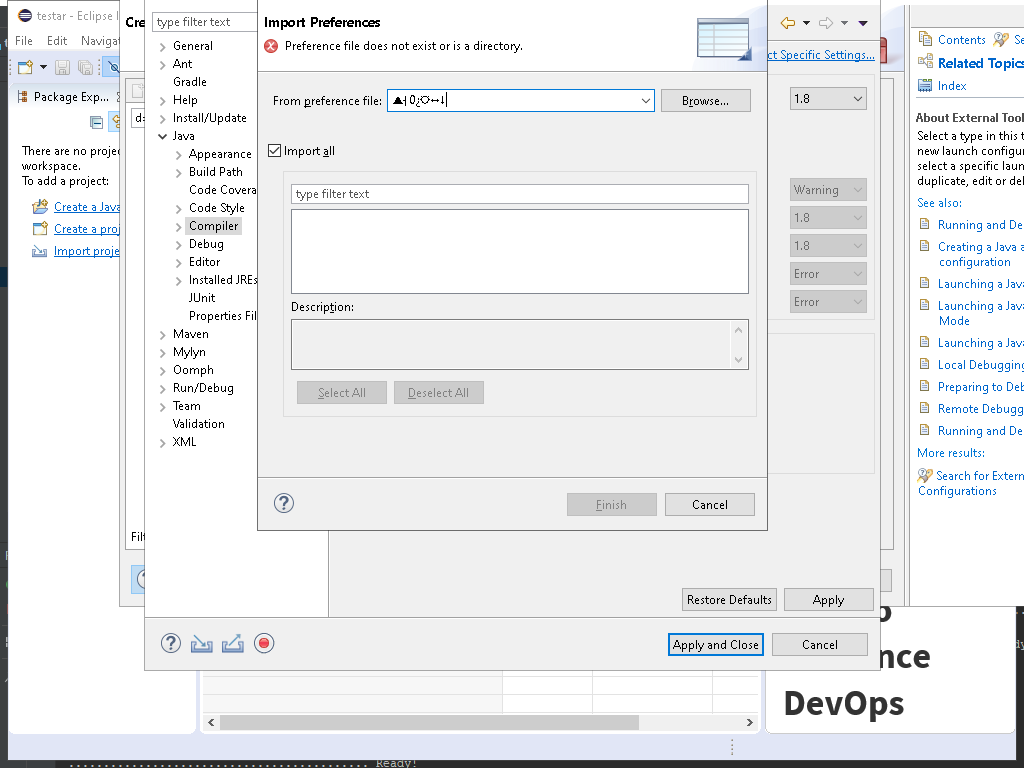 testar - Eclipse I
File Edit Naviga
Package Exp...
There are no proje
workspace.
To add a project:
Create a Java
Create a proj
Import proje
Cre
type filter text
General
Ant
Gradle
Help
Install/Update
Java
Appearance
Build Path
Code Covera
Code Style
Compiler
Debug
Editor
Installed JREs
JUnit
Properties Fil
Maven
Mylyn
Oomph
Run/Debug
Team
Validation
XML
Filt
Import Preferences
Preference file does not exist or is a directory.
From preference file:
Browse...
Import all
type filter text
Description:
Select All
Deselect All
Finish
Cancel
ct Specific Settings...
1.8
Warning
1.8
1.8
Error
Error
Restore Defaults
Apply
Apply and Close
Cancel
Contents Se
Related Topics
Index
About External Tool
Select a type in this t
new launch configur
select a specific laun
duplicate, edit or del
See also:
Running and De
Creating a Java a
configuration
Launching a Java
Launching a Java
Mode
Launching a Java
Local Debugging
Preparing to Deb
Remote Debugg
Running and De
More results:
Search for Extern
Configurations
nce
DevOps
Ready!